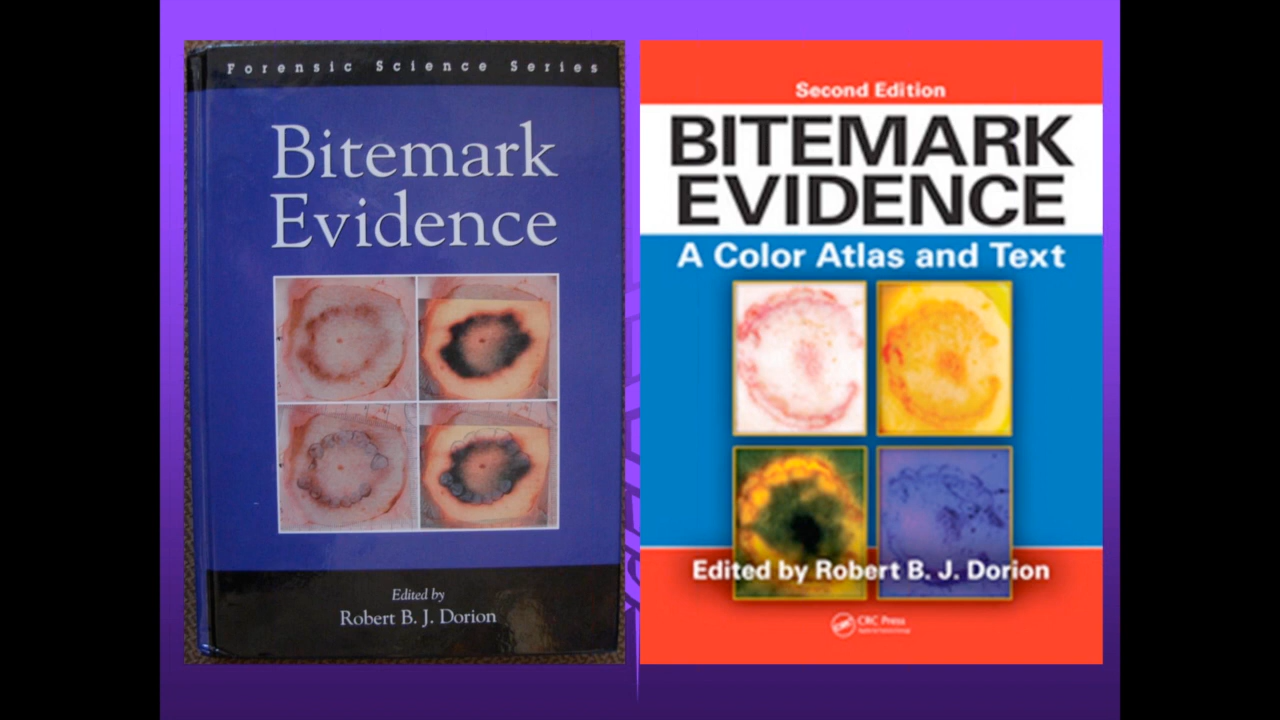 Forensic Science Series
Bitemark
Evidence
Edited by
Robert B. J. Dorion
Second Edition
BITEMARK
EVIDENCE
A Color Atlas and Text
Edited by Robert B. J. Dorion
CRC Press